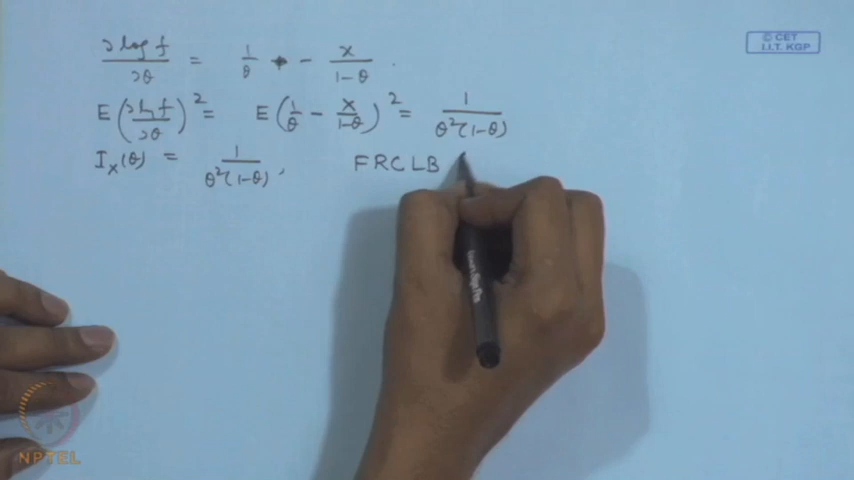 © CET
I.I.T. KGP
∂ log f / ∂θ = 1/θ - x/(1-θ) .
E (∂ log f / ∂θ)² = E (1/θ - x/(1-θ))² = 1/(θ²(1-θ))
I_X(θ) = 1/(θ²(1-θ)) , FRCLB
NPTEL